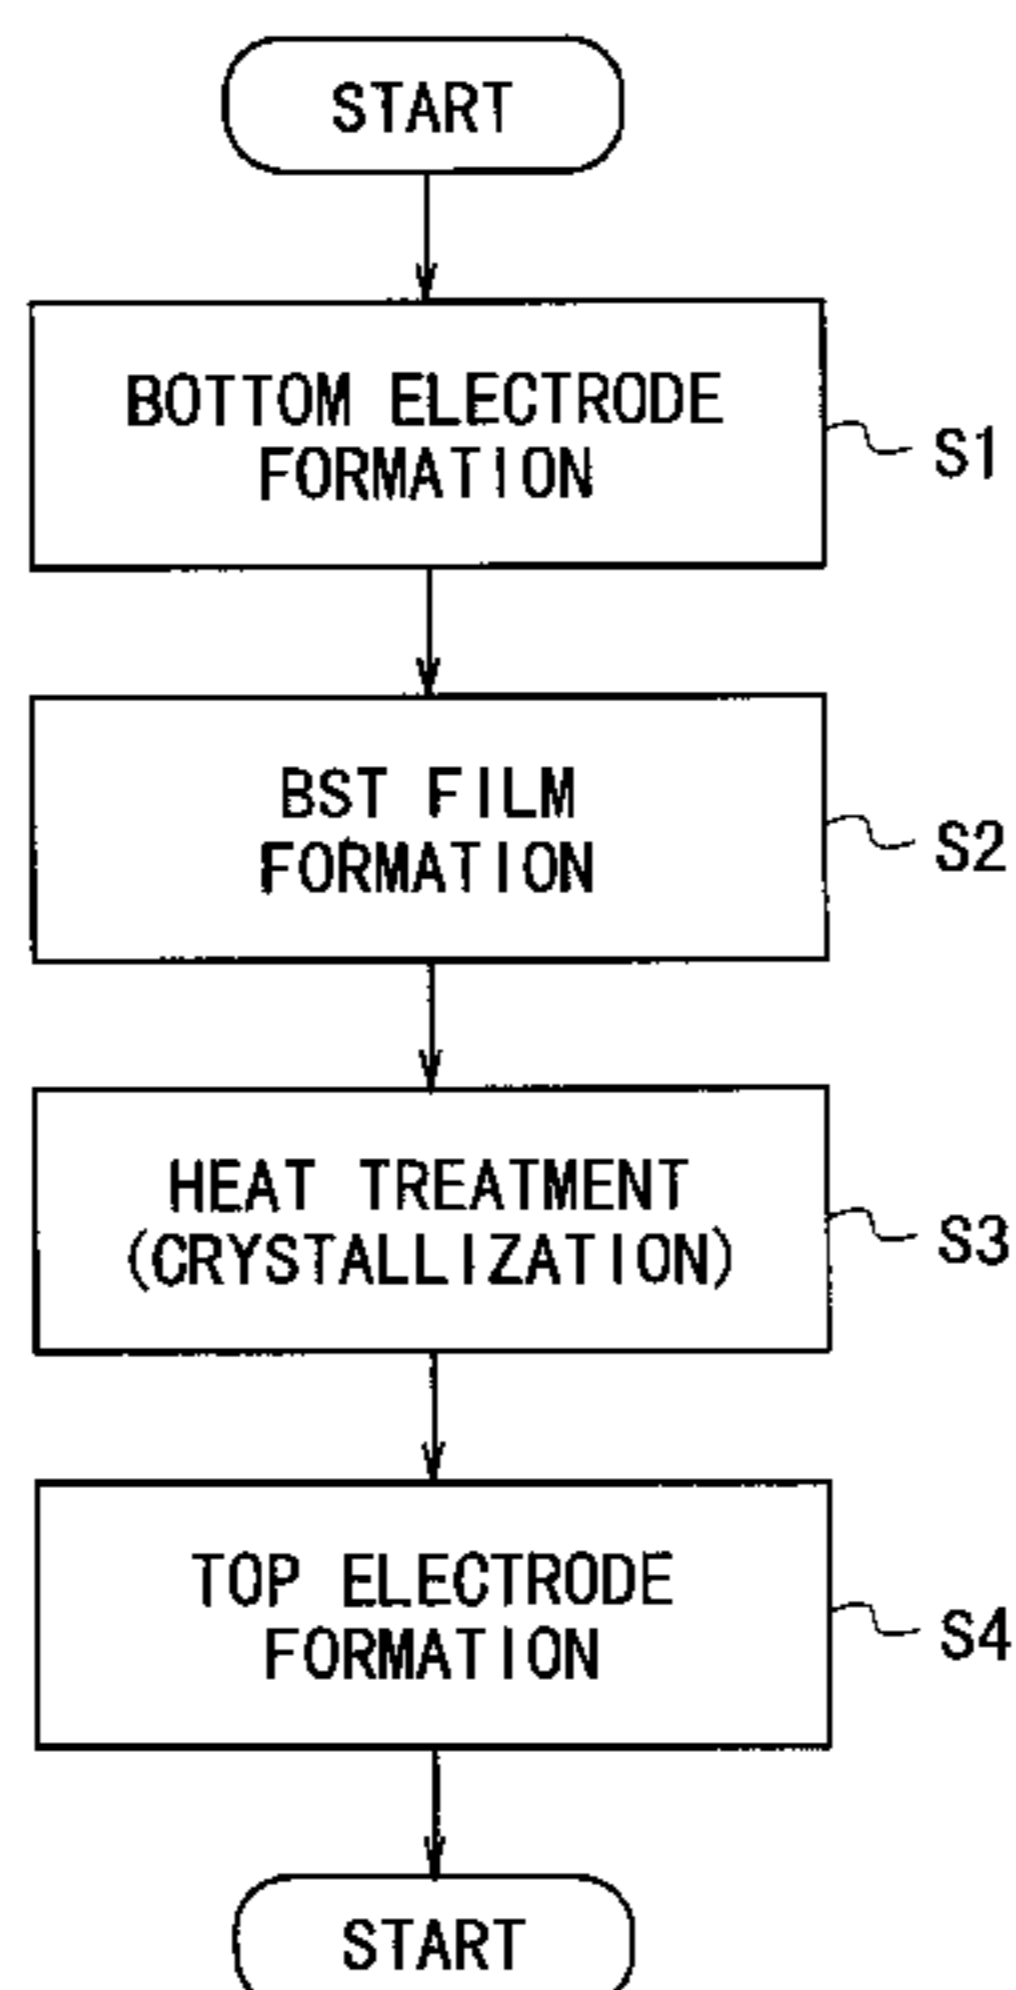 START
BOTTOM ELECTRODE
FORMATION
S1
BST FILM
FORMATION
S2
HEAT TREATMENT
(CRYSTALLIZATION)
S3
TOP ELECTRODE
FORMATION
S4
START